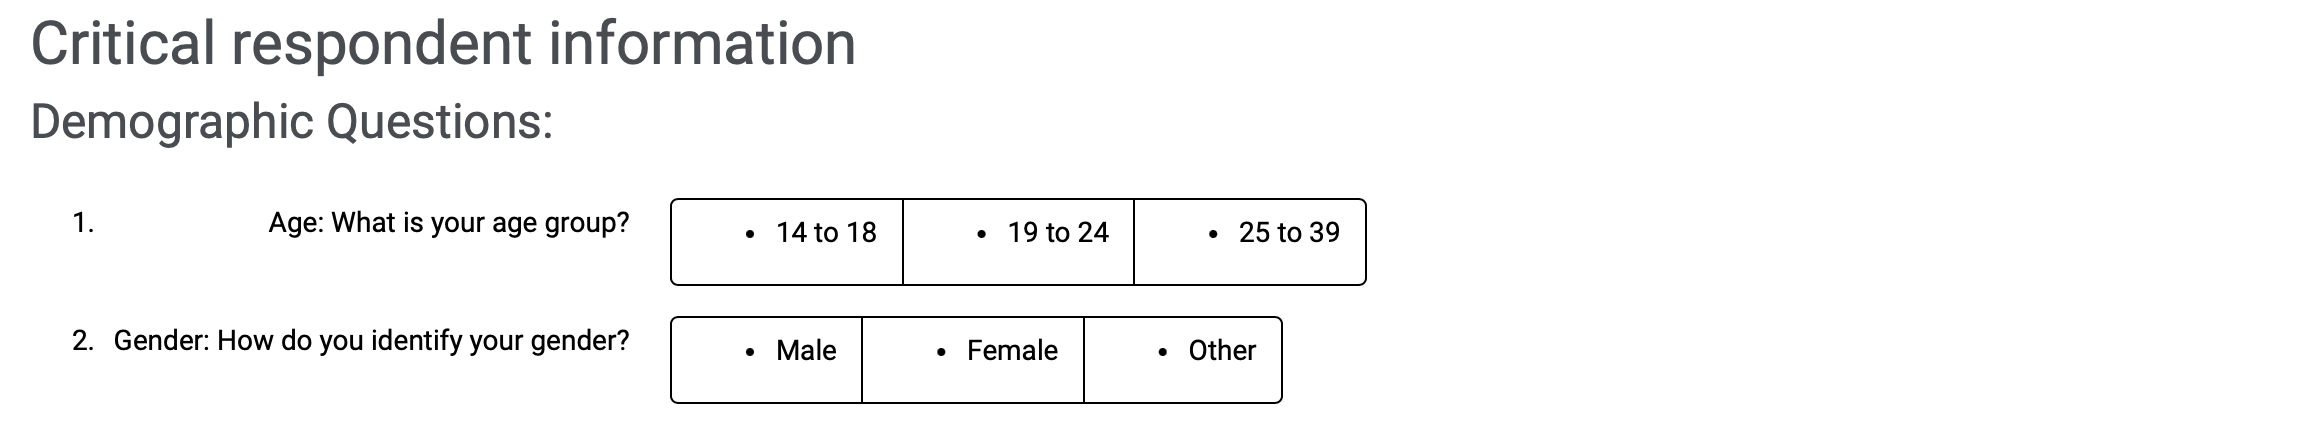 Critical respondent information
Demographic Questions:
1. Age: What is your age group? • 14 to 18 • 19 to 24 • 25 to 39
2. Gender: How do you identify your gender? • Male • Female • Other